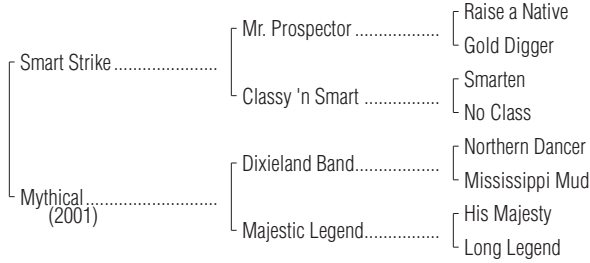 Raise a Native
Mr. Prospector ..................
Gold Digger
Smart Strike ......................
Smarten
Classy 'n Smart ................
No Class
Northern Dancer
Dixieland Band..................
Mississippi Mud
Mythical............................
(2001)
His Majesty
Majestic Legend................
Long Legend